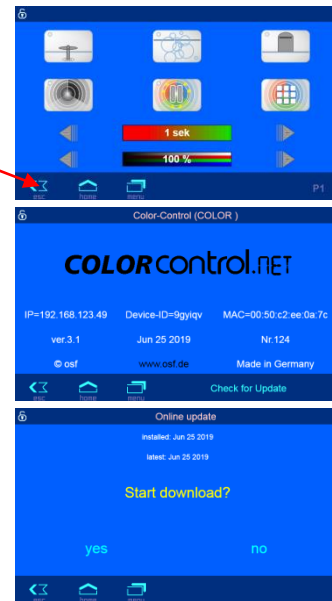 1 sek
100 %
esc home menu P1
Color-Control (COLOR )
COLORcontrol.net
IP=192.168.123.49 Device-ID=9gyiqv MAC=00:50:c2:ee:0a:7c
ver.3.1 Jun 25 2019 Nr.124
© osf www.osf.de Made in Germany
esc home menu Check for Update
Online update
installed: Jun 25 2019
latest: Jun 25 2019
Start download?
yes no
esc home menu